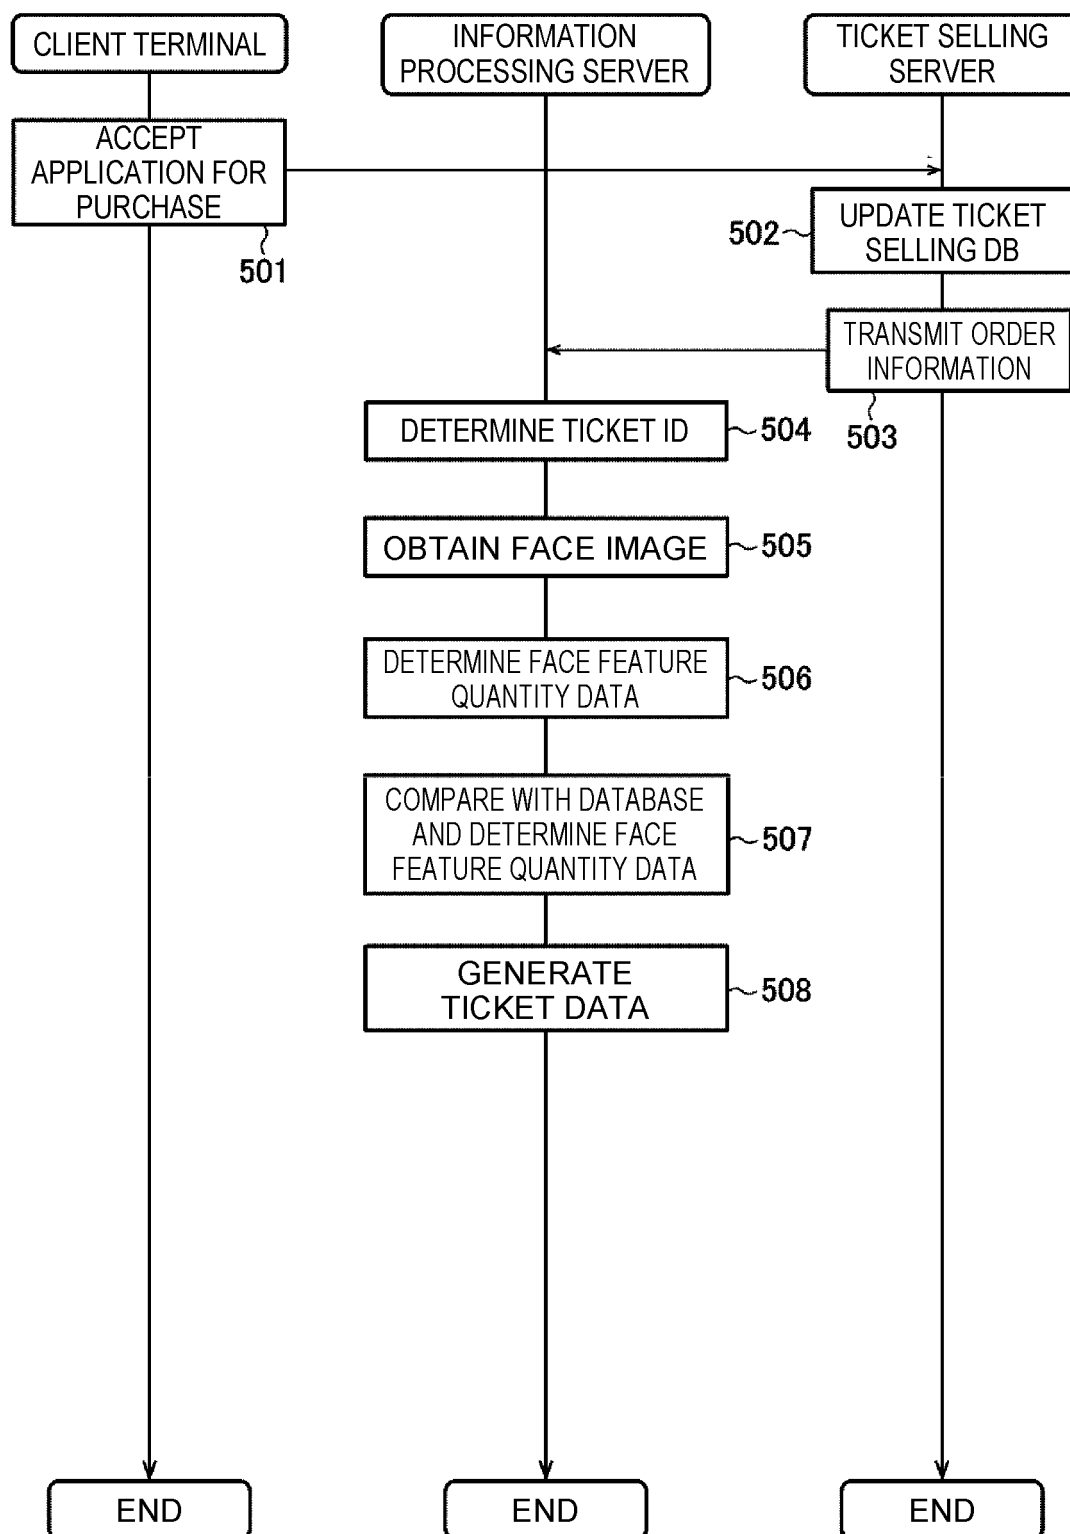 CLIENT TERMINAL
INFORMATION
PROCESSING SERVER
TICKET SELLING
SERVER
ACCEPT
APPLICATION FOR
PURCHASE
501
502
UPDATE TICKET
SELLING DB
TRANSMIT ORDER
INFORMATION
503
DETERMINE TICKET ID
504
OBTAIN FACE IMAGE
505
DETERMINE FACE FEATURE
QUANTITY DATA
506
COMPARE WITH DATABASE
AND DETERMINE FACE
FEATURE QUANTITY DATA
507
GENERATE
TICKET DATA
508
END
END
END